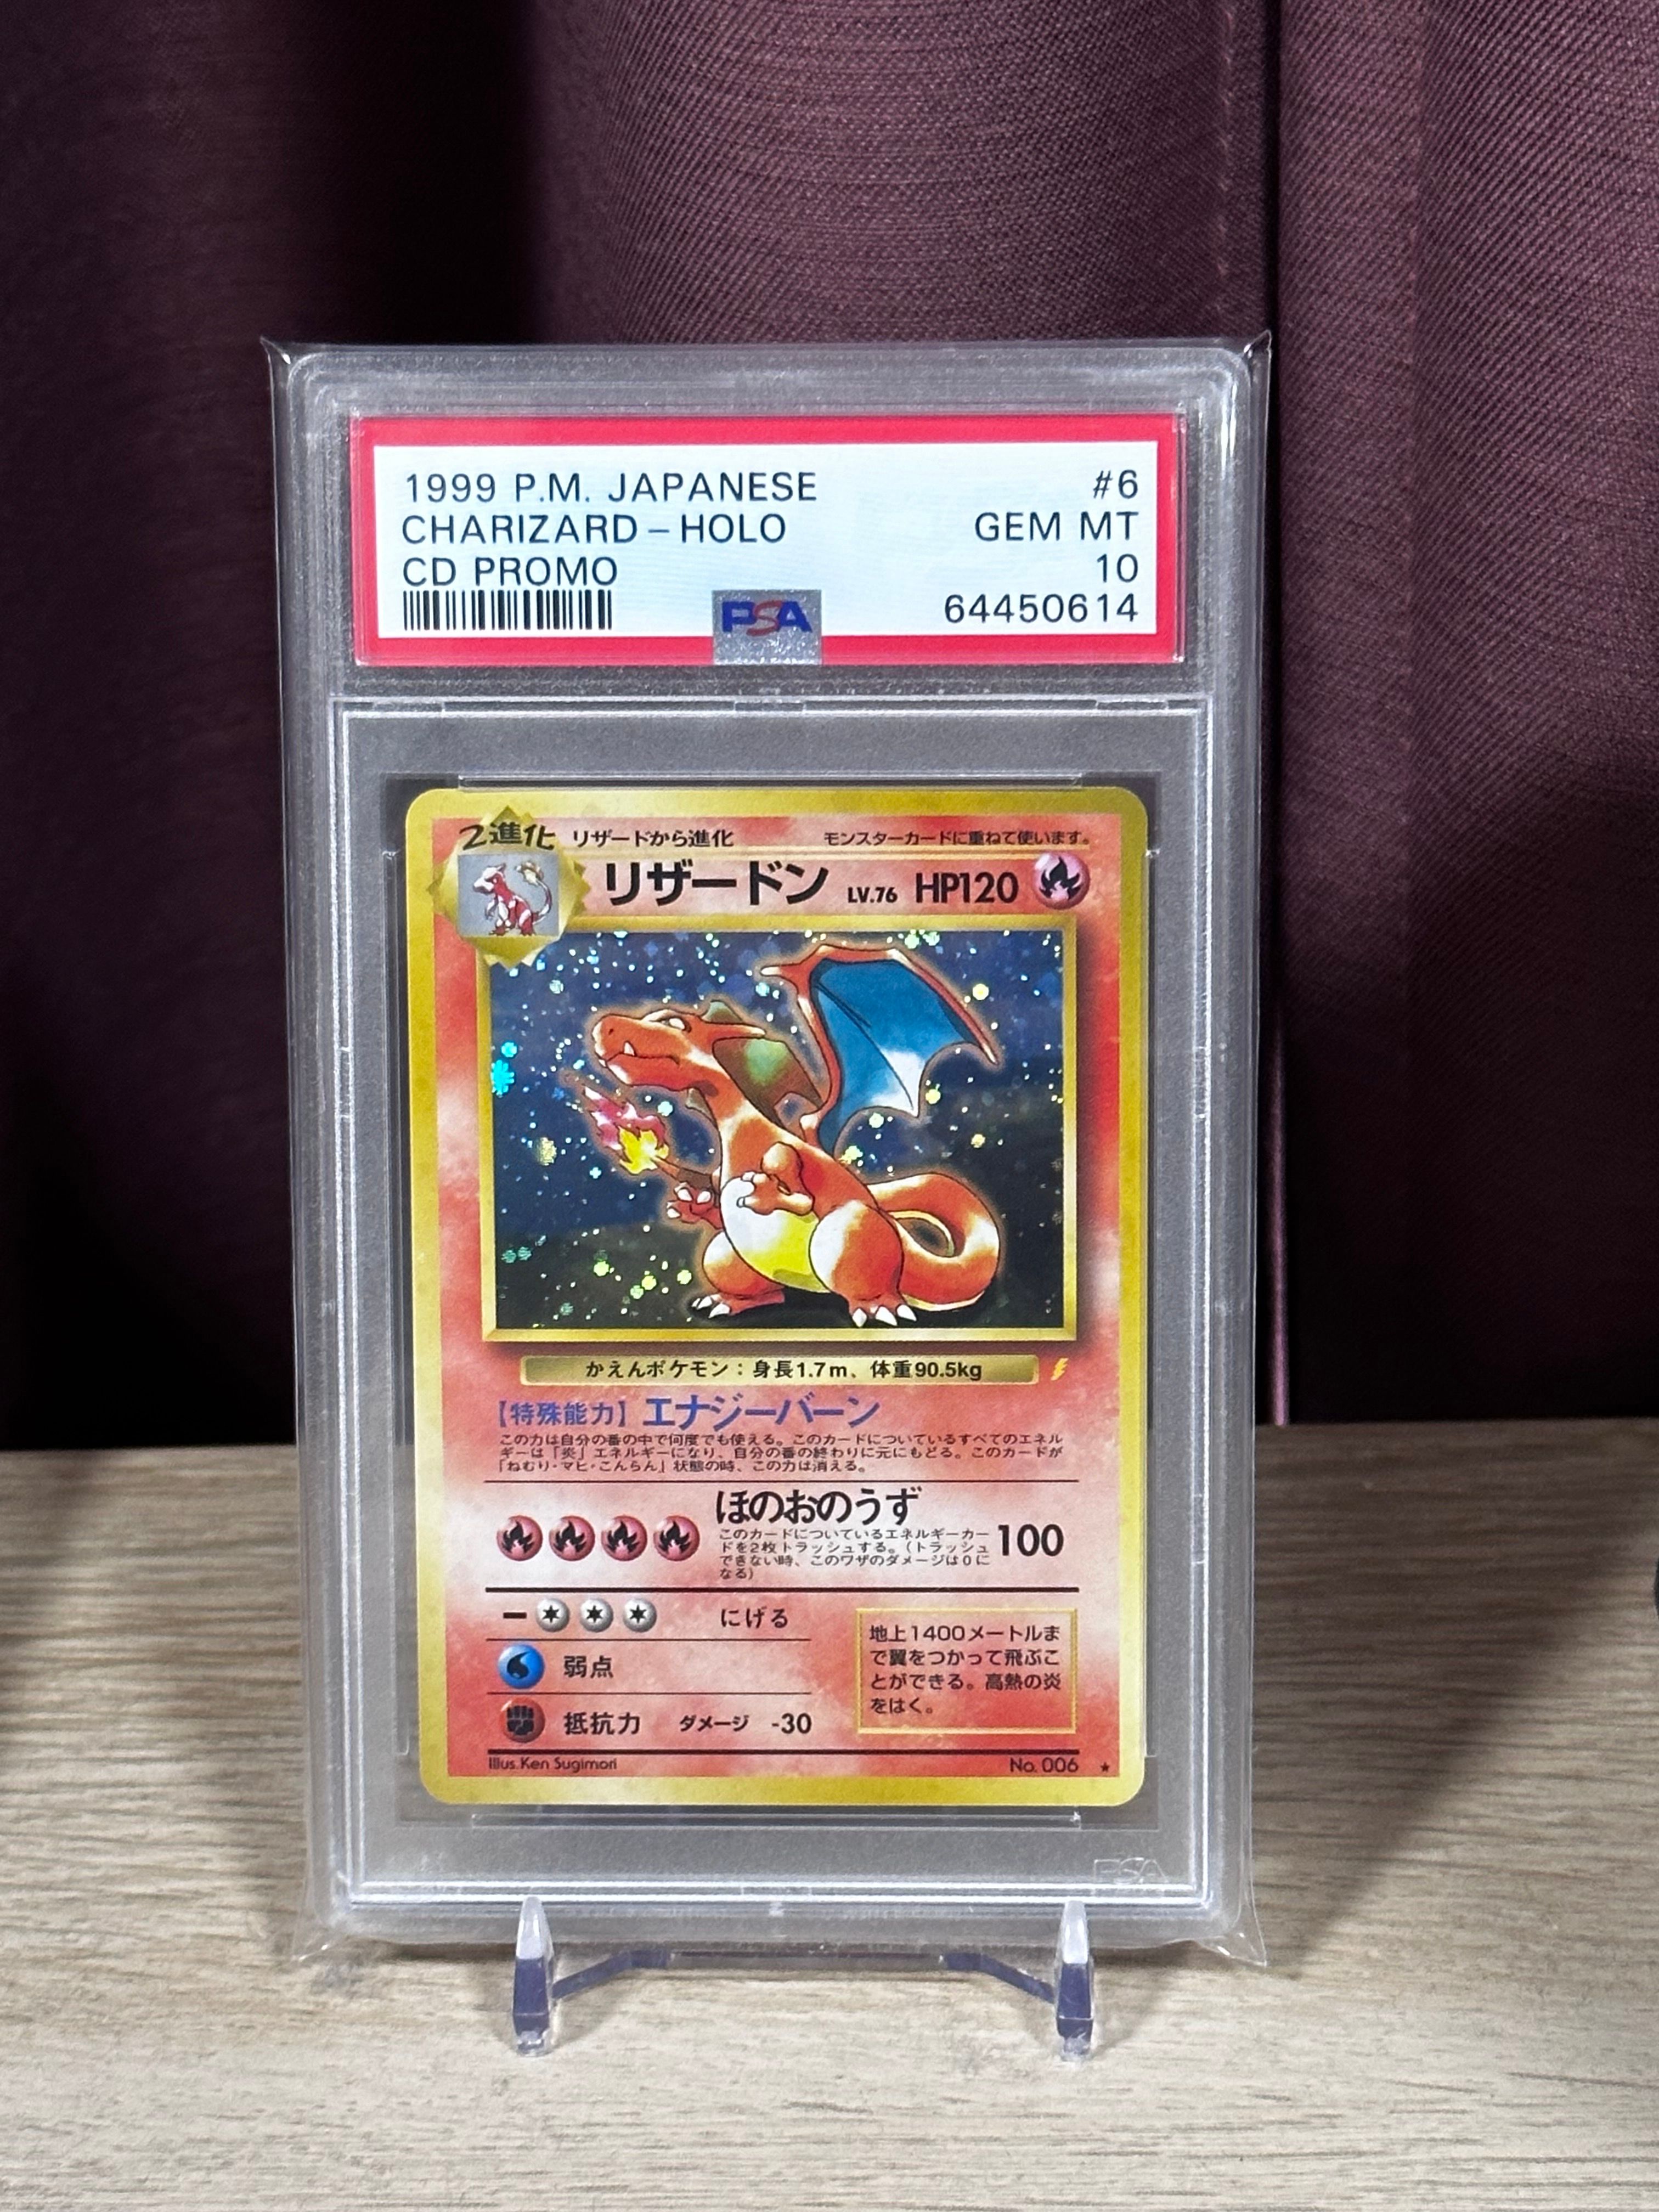 1999 P.M. JAPANESE #6
CHARIZARD–HOLO GEM MT
CD PROMO 10
PSA 64450614
2進化 リザードから進化 モンスターカードに重ねて使います。
リザードン LV.76 HP120
かえんポケモン:身長1.7m、体重90.5kg
【特殊能力】エナジーバーン
この力は自分の番の中で何度でも使える。このカードについているすべてのエネル
ギーは「炎」エネルギーになり、自分の番の終わりに元にもどる。このカードが
「ねむり・マヒ・こんらん」状態の時、この力は消える。
ほのおのうず
このカードについているエネルギーカー
ドを2枚トラッシュする。(トラッシュ
できない時、このワザのダメージは0に
なる)
100
にげる
弱点
抵抗力 ダメージ -30
地上1400メートルま
で翼をつかって飛ぶこ
とができる。高熱の炎
をはく。
Illus. Ken Sugimori No. 006 ★
PSA